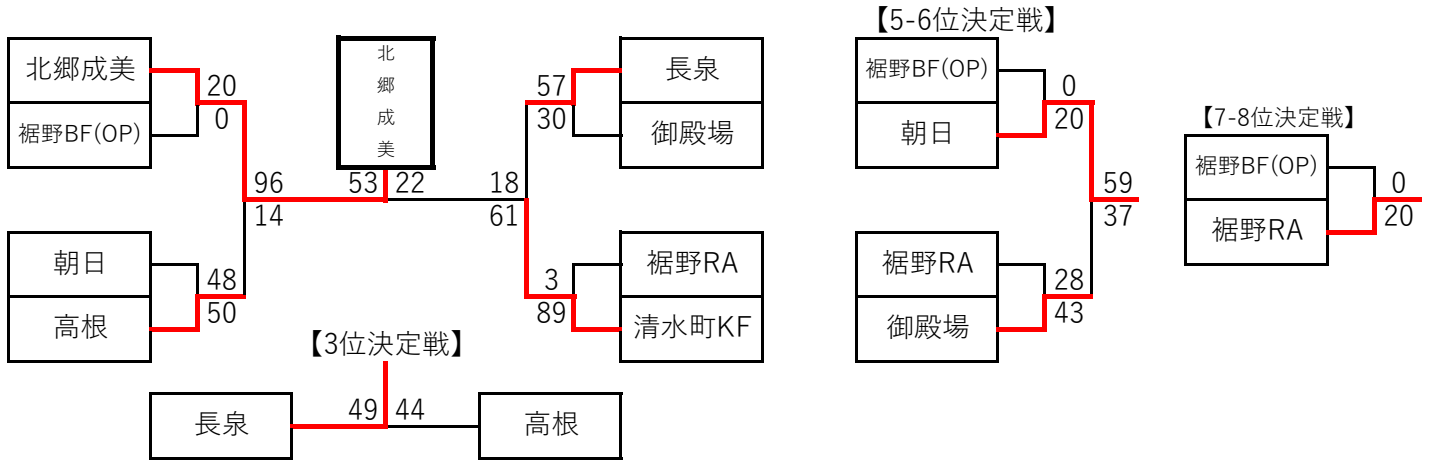 北郷成美
裾野BF(OP)
20
0
96
14
朝日
高根
48
50
北郷成美
53 22
長泉
御殿場
57
30
18
61
裾野RA
清水町KF
3
89
【3位決定戦】
長泉
49 44
高根
【5-6位決定戦】
裾野BF(OP)
朝日
0
20
59
37
裾野RA
御殿場
28
43
【7-8位決定戦】
裾野BF(OP)
裾野RA
0
20